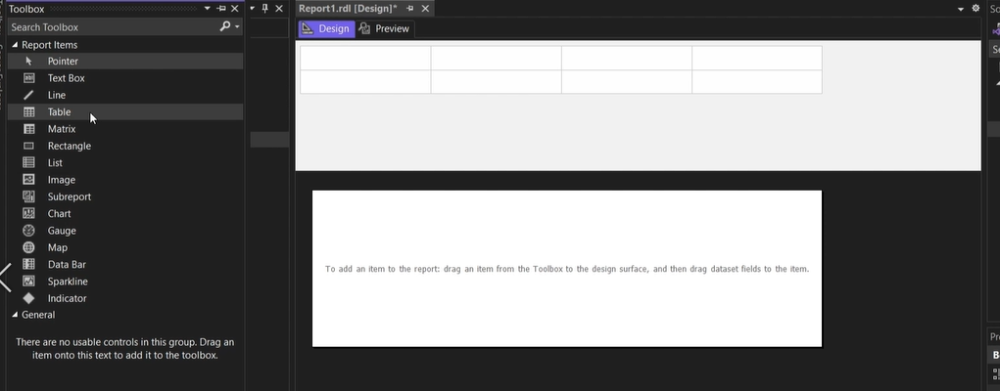 Toolbox
Search Toolbox
Report Items
Pointer
Text Box
Line
Table
Matrix
Rectangle
List
Image
Subreport
Chart
Gauge
Map
Data Bar
Sparkline
Indicator
General
There are no usable controls in this group. Drag an
item onto this text to add it to the toolbox.
Report1.rdl [Design]*
Design
Preview
To add an item to the report: drag an item from the Toolbox to the design surface, and then drag dataset fields to the item.
So
Se
Pr
B